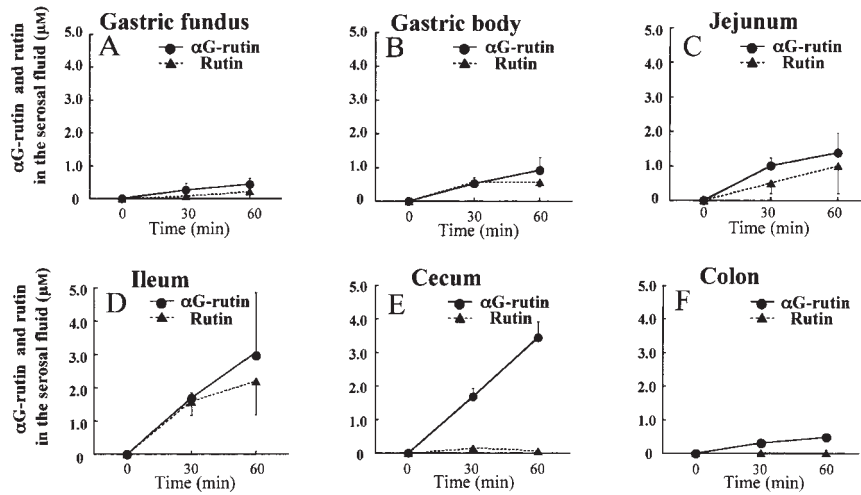 Gastric fundus
Gastric body
Jejunum
A
B
C
αG-rutin
Rutin
αG-rutin
Rutin
αG-rutin
Rutin
αG-rutin and rutin
in the serosal fluid (μM)
5.0
4.0
3.0
2.0
1.0
0
5.0
4.0
3.0
2.0
1.0
0
5.0
4.0
3.0
2.0
1.0
0
0 30 60
0 30 60
0 30 60
Time (min)
Time (min)
Time (min)
Ileum
Cecum
Colon
D
E
F
αG-rutin
Rutin
αG-rutin
Rutin
αG-rutin
Rutin
αG-rutin and rutin
in the serosal fluid (μM)
5.0
4.0
3.0
2.0
1.0
0
5.0
4.0
3.0
2.0
1.0
0
5.0
4.0
3.0
2.0
1.0
0
0 30 60
0 30 60
0 30 60
Time (min)
Time (min)
Time (min)